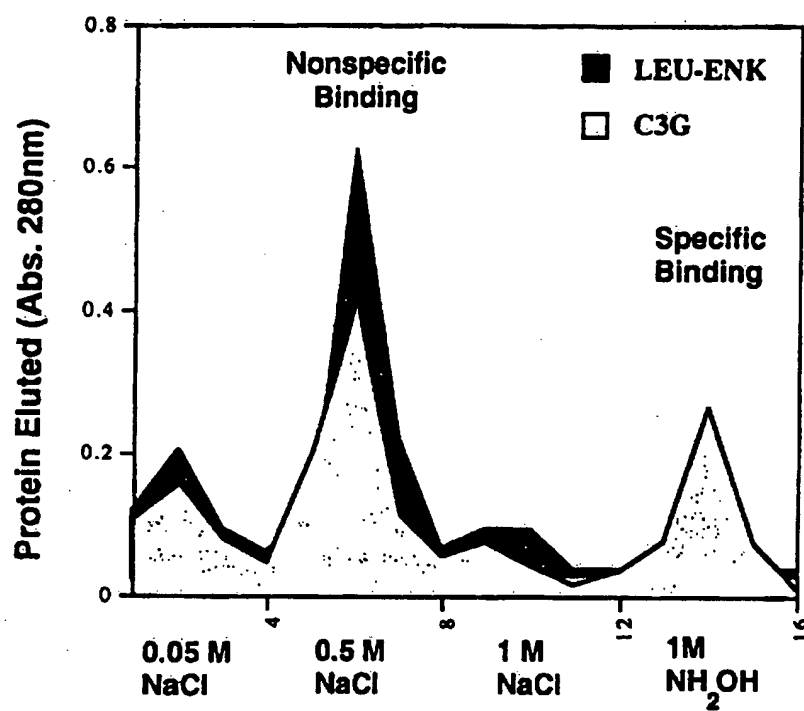 0.8
0.6
0.4
0.2
0
Protein Eluted (Abs. 280nm)
Nonspecific
Binding
LEU-ENK
C3G
Specific
Binding
4
8
12
16
0.05 M
NaCl
0.5 M
NaCl
1 M
NaCl
1M
NH₂OH